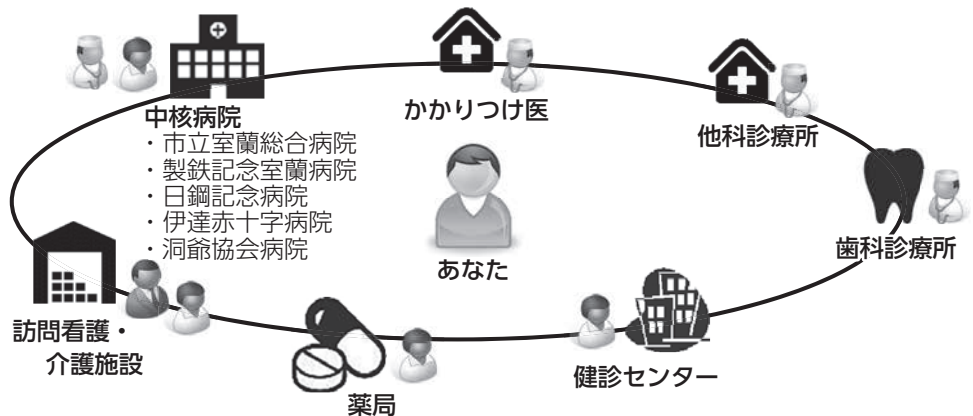 中核病院
・市立室蘭総合病院
・製鉄記念室蘭病院
・日鋼記念病院
・伊達赤十字病院
・洞爺協会病院
かかりつけ医
他科診療所
歯科診療所
あなた
訪問看護・
介護施設
薬局
健診センター